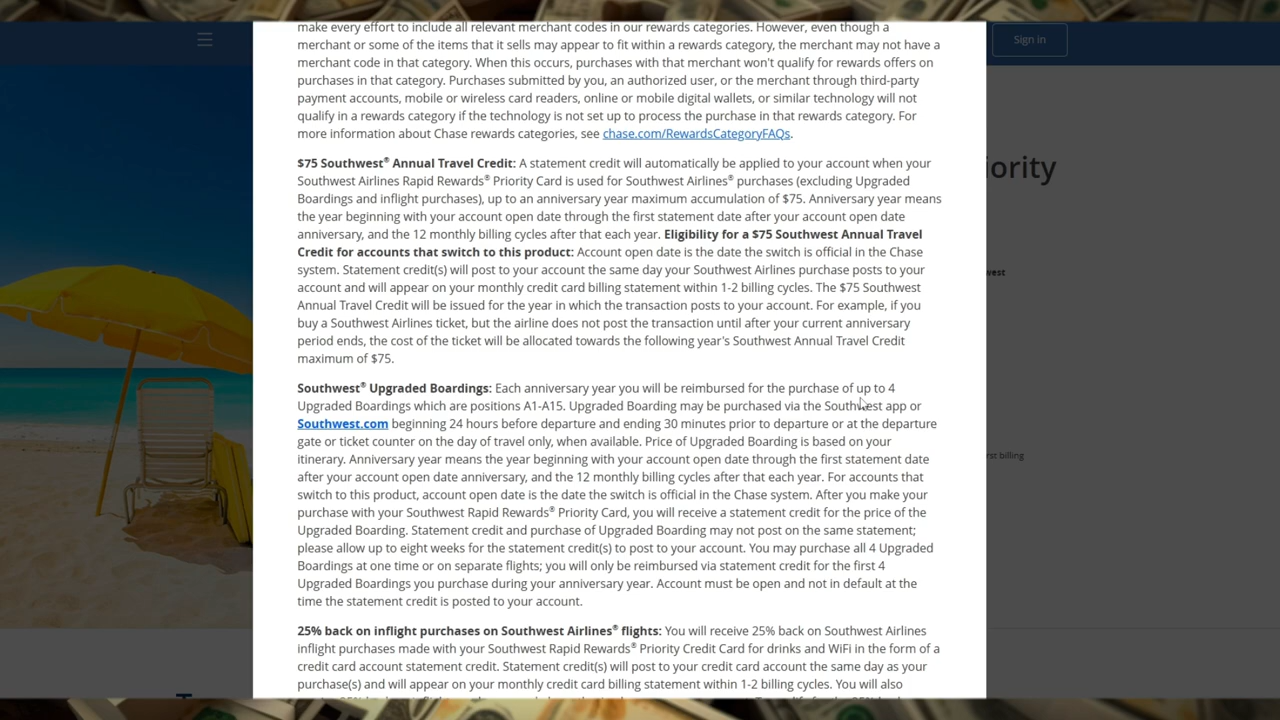 make every effort to include all relevant merchant codes in our rewards categories. However, even though a
merchant or some of the items that it sells may appear to fit within a rewards category, the merchant may not have a
merchant code in that category. When this occurs, purchases with that merchant won't qualify for rewards offers on
purchases in that category. Purchases submitted by you, an authorized user, or the merchant through third-party
payment accounts, mobile or wireless card readers, online or mobile digital wallets, or similar technology will not
qualify in a rewards category if the technology is not set up to process the purchase in that rewards category. For
more information about Chase rewards categories, see chase.com/RewardsCategoryFAQs.
Sign in
$75 Southwest® Annual Travel Credit: A statement credit will automatically be applied to your account when your
Southwest Airlines Rapid Rewards® Priority Card is used for Southwest Airlines® purchases (excluding Upgraded
Boardings and inflight purchases), up to an anniversary year maximum accumulation of $75. Anniversary year means
the year beginning with your account open date through the first statement date after your account open date
anniversary, and the 12 monthly billing cycles after that each year. Eligibility for a $75 Southwest Annual Travel
Credit for accounts that switch to this product: Account open date is the date the switch is official in the Chase
system. Statement credit(s) will post to your account the same day your Southwest Airlines purchase posts to your
account and will appear on your monthly credit card billing statement within 1-2 billing cycles. The $75 Southwest
Annual Travel Credit will be issued for the year in which the transaction posts to your account. For example, if you
buy a Southwest Airlines ticket, but the airline does not post the transaction until after your current anniversary
period ends, the cost of the ticket will be allocated towards the following year's Southwest Annual Travel Credit
maximum of $75.
iority
west
Southwest® Upgraded Boardings: Each anniversary year you will be reimbursed for the purchase of up to 4
Upgraded Boardings which are positions A1-A15. Upgraded Boarding may be purchased via the Southwest app or
Southwest.com beginning 24 hours before departure and ending 30 minutes prior to departure or at the departure
gate or ticket counter on the day of travel only, when available. Price of Upgraded Boarding is based on your
itinerary. Anniversary year means the year beginning with your account open date through the first statement date
after your account open date anniversary, and the 12 monthly billing cycles after that each year. For accounts that
switch to this product, account open date is the date the switch is official in the Chase system. After you make your
purchase with your Southwest Rapid Rewards® Priority Card, you will receive a statement credit for the price of the
Upgraded Boarding. Statement credit and purchase of Upgraded Boarding may not post on the same statement;
please allow up to eight weeks for the statement credit(s) to post to your account. You may purchase all 4 Upgraded
Boardings at one time or on separate flights; you will only be reimbursed via statement credit for the first 4
Upgraded Boardings you purchase during your anniversary year. Account must be open and not in default at the
time the statement credit is posted to your account.
rst billing
25% back on inflight purchases on Southwest Airlines® flights: You will receive 25% back on Southwest Airlines
inflight purchases made with your Southwest Rapid Rewards® Priority Credit Card for drinks and WiFi in the form of a
credit card account statement credit. Statement credit(s) will post to your credit card account the same day as your
purchase(s) and will appear on your monthly credit card billing statement within 1-2 billing cycles. You will also